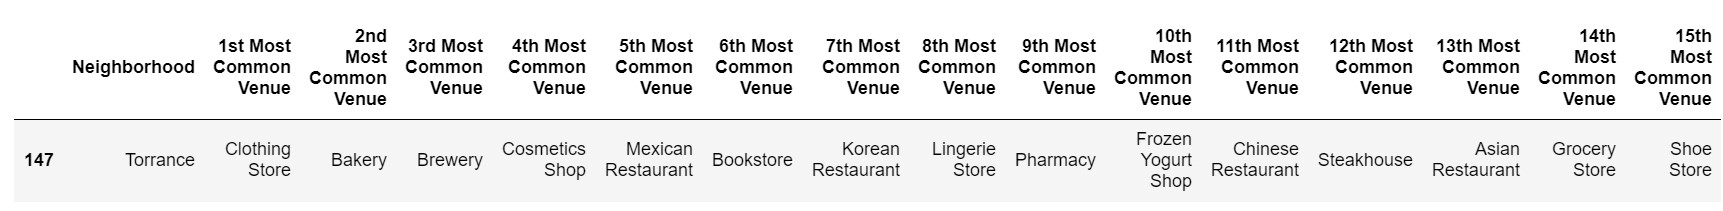 Neighborhood 1st Most Common Venue 2nd Most Common Venue 3rd Most Common Venue 4th Most Common Venue 5th Most Common Venue 6th Most Common Venue 7th Most Common Venue 8th Most Common Venue 9th Most Common Venue 10th Most Common Venue 11th Most Common Venue 12th Most Common Venue 13th Most Common Venue 14th Most Common Venue 15th Most Common Venue
147 Torrance Clothing Store Bakery Brewery Cosmetics Shop Mexican Restaurant Bookstore Korean Restaurant Lingerie Store Pharmacy Frozen Yogurt Shop Chinese Restaurant Steakhouse Asian Restaurant Grocery Store Shoe Store